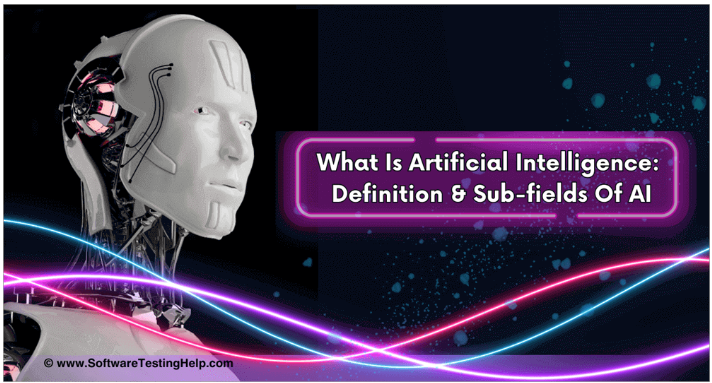 What Is Artificial Intelligence:
Definition & Sub-fields Of AI
© www.SoftwareTestingHelp.com